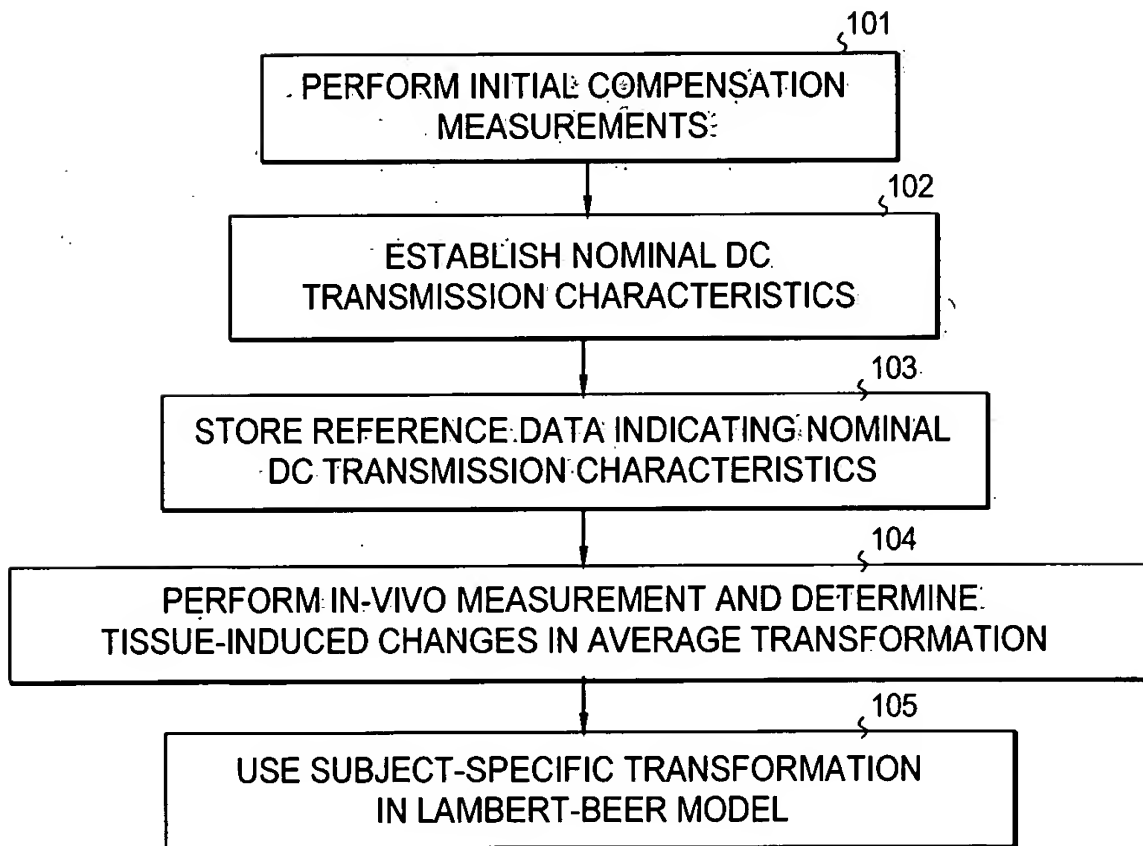 101
PERFORM INITIAL COMPENSATION
MEASUREMENTS
102
ESTABLISH NOMINAL DC
TRANSMISSION CHARACTERISTICS
103
STORE REFERENCE DATA INDICATING NOMINAL
DC TRANSMISSION CHARACTERISTICS
104
PERFORM IN-VIVO MEASUREMENT AND DETERMINE
TISSUE-INDUCED CHANGES IN AVERAGE TRANSFORMATION
105
USE SUBJECT-SPECIFIC TRANSFORMATION
IN LAMBERT-BEER MODEL